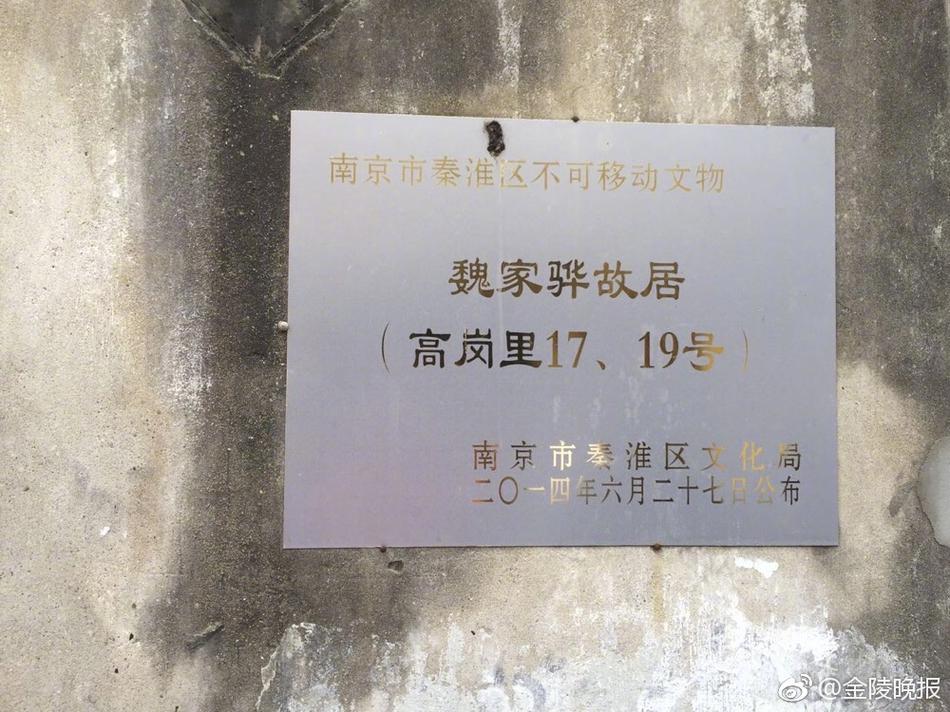 南京市秦淮区不可移动文物
魏家骅故居
（高岗里17、19号）
南京市秦淮区文化局
二〇一四年六月二十七日公布
@金陵晚报